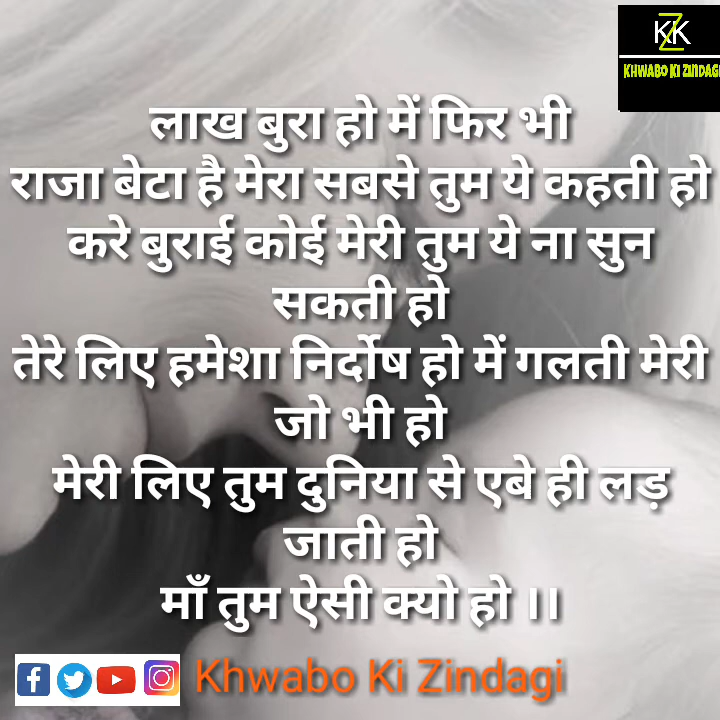 KZK
KHWABO KI ZINDAGI
लाख बुरा हो में फिर भी
राजा बेटा है मेरा सबसे तुम ये कहती हो
करे बुराई कोई मेरी तुम ये ना सुन
सकती हो
तेरे लिए हमेशा निर्दोष हो में गलती मेरी
जो भी हो
मेरी लिए तुम दुनिया से एबे ही लड़
जाती हो
माँ तुम ऐसी क्यो हो ।।
Khwabo Ki Zindagi